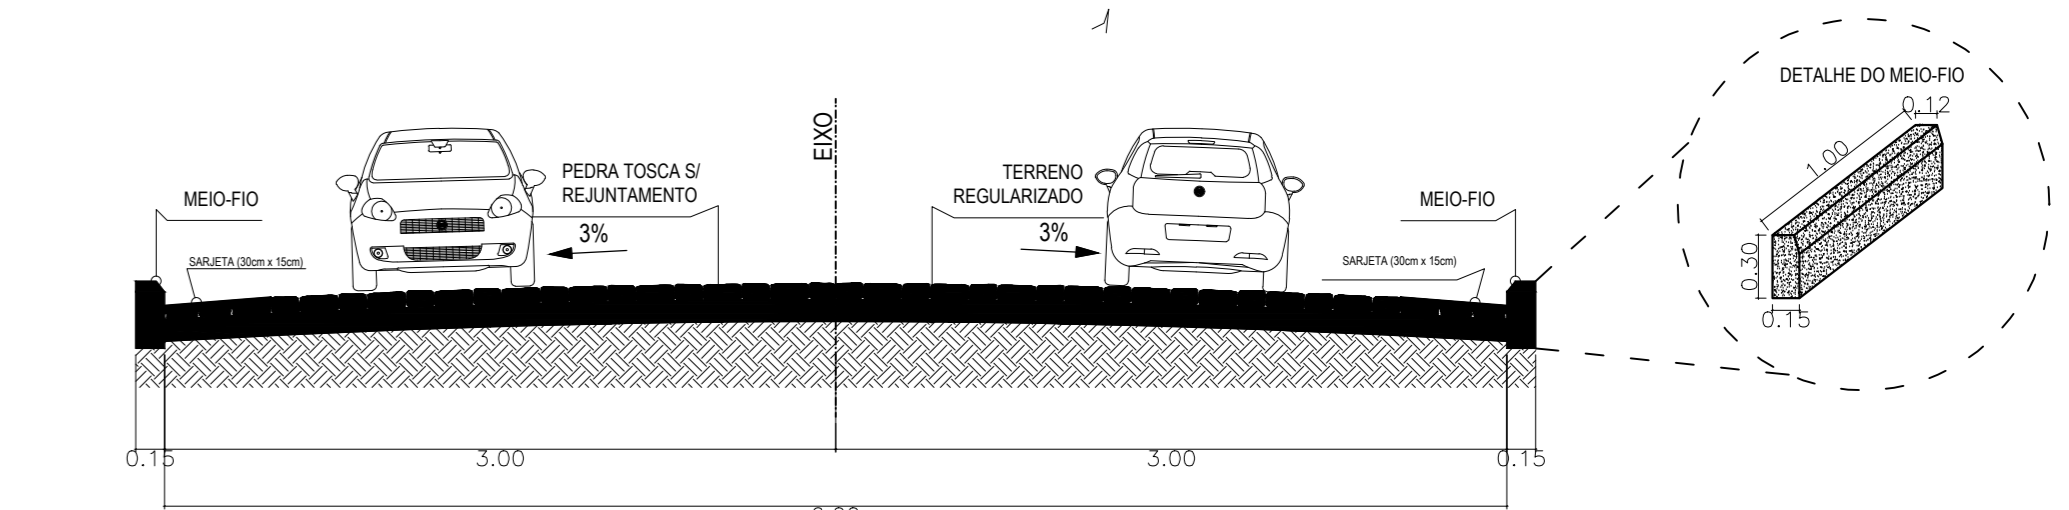 DETALHE DO MEIO-FIO
0.12
1.00
0.30
0.15
EIXO
PEDRA TOSCA S/
REJUNTAMENTO
TERRENO
REGULARIZADO
MEIO-FIO
MEIO-FIO
3%
3%
SARJETA (30cm x 15cm)
SARJETA (30cm x 15cm)
0.15
3.00
3.00
0.15